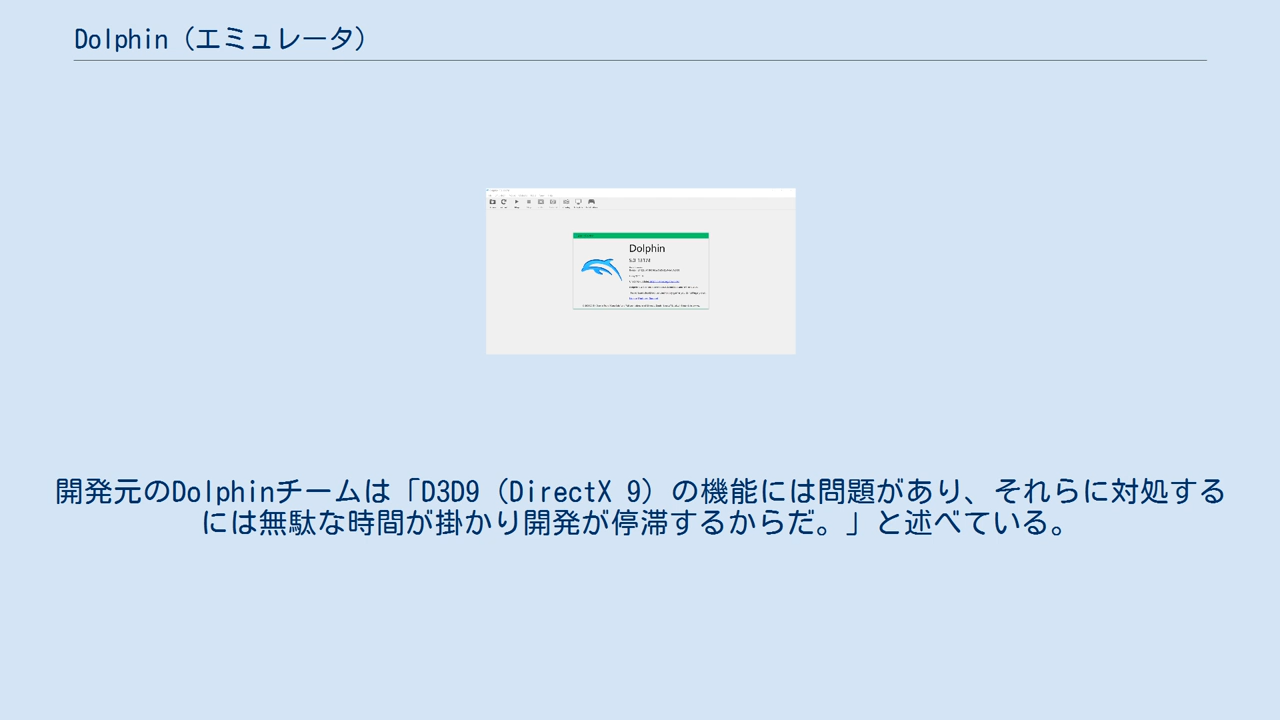 Dolphin（エミュレータ）
Dolphin
開発元のDolphinチームは「D3D9（DirectX 9）の機能には問題があり、それらに対処する
には無駄な時間が掛かり開発が停滞するからだ。」と述べている。